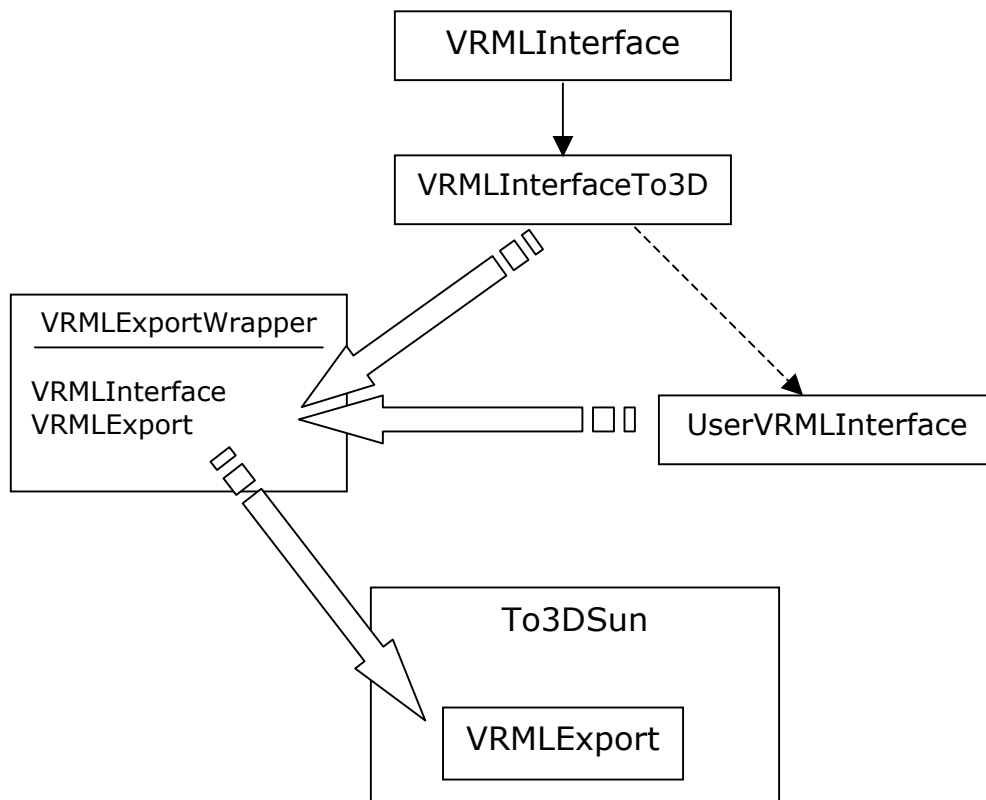 VRMLInterface
VRMLInterfaceTo3D
VRMLExportWrapper
VRMLInterface
VRMLExport
UserVRMLInterface
To3DSun
VRMLExport